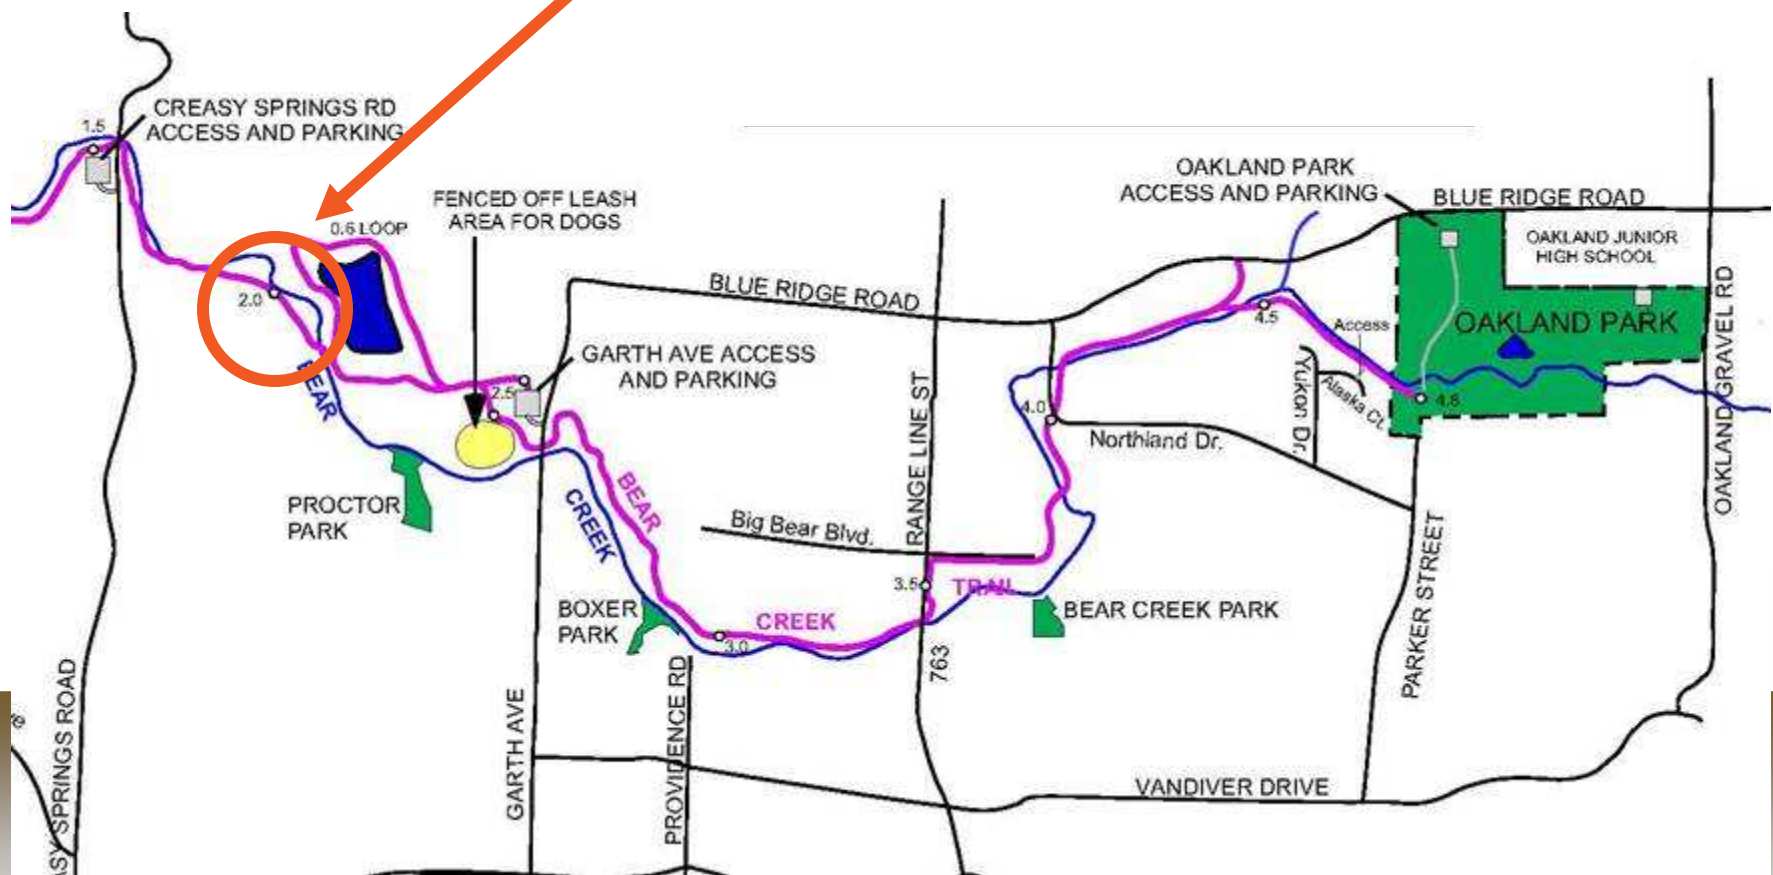 CREASY SPRINGS RD
ACCESS AND PARKING
1.5
FENCED OFF LEASH
AREA FOR DOGS
0.6 LOOP
2.0
OAKLAND PARK
ACCESS AND PARKING
BLUE RIDGE ROAD
OAKLAND JUNIOR
HIGH SCHOOL
BLUE RIDGE ROAD
4.5
Access
OAKLAND PARK
OAKLAND GRAVEL RD
GARTH AVE ACCESS
AND PARKING
2.5
BEAR
4.0
Northland Dr.
Yukon Dr.
Alaska Ct.
4.8
RANGE LINE ST
PROCTOR
PARK
CREEK
BEAR
Big Bear Blvd.
3.5
TRAIL
BOXER
PARK
CREEK
3.0
BEAR CREEK PARK
763
PARKER STREET
PROVIDENCE RD
GARTH AVE
VANDIVER DRIVE
ASY SPRINGS ROAD